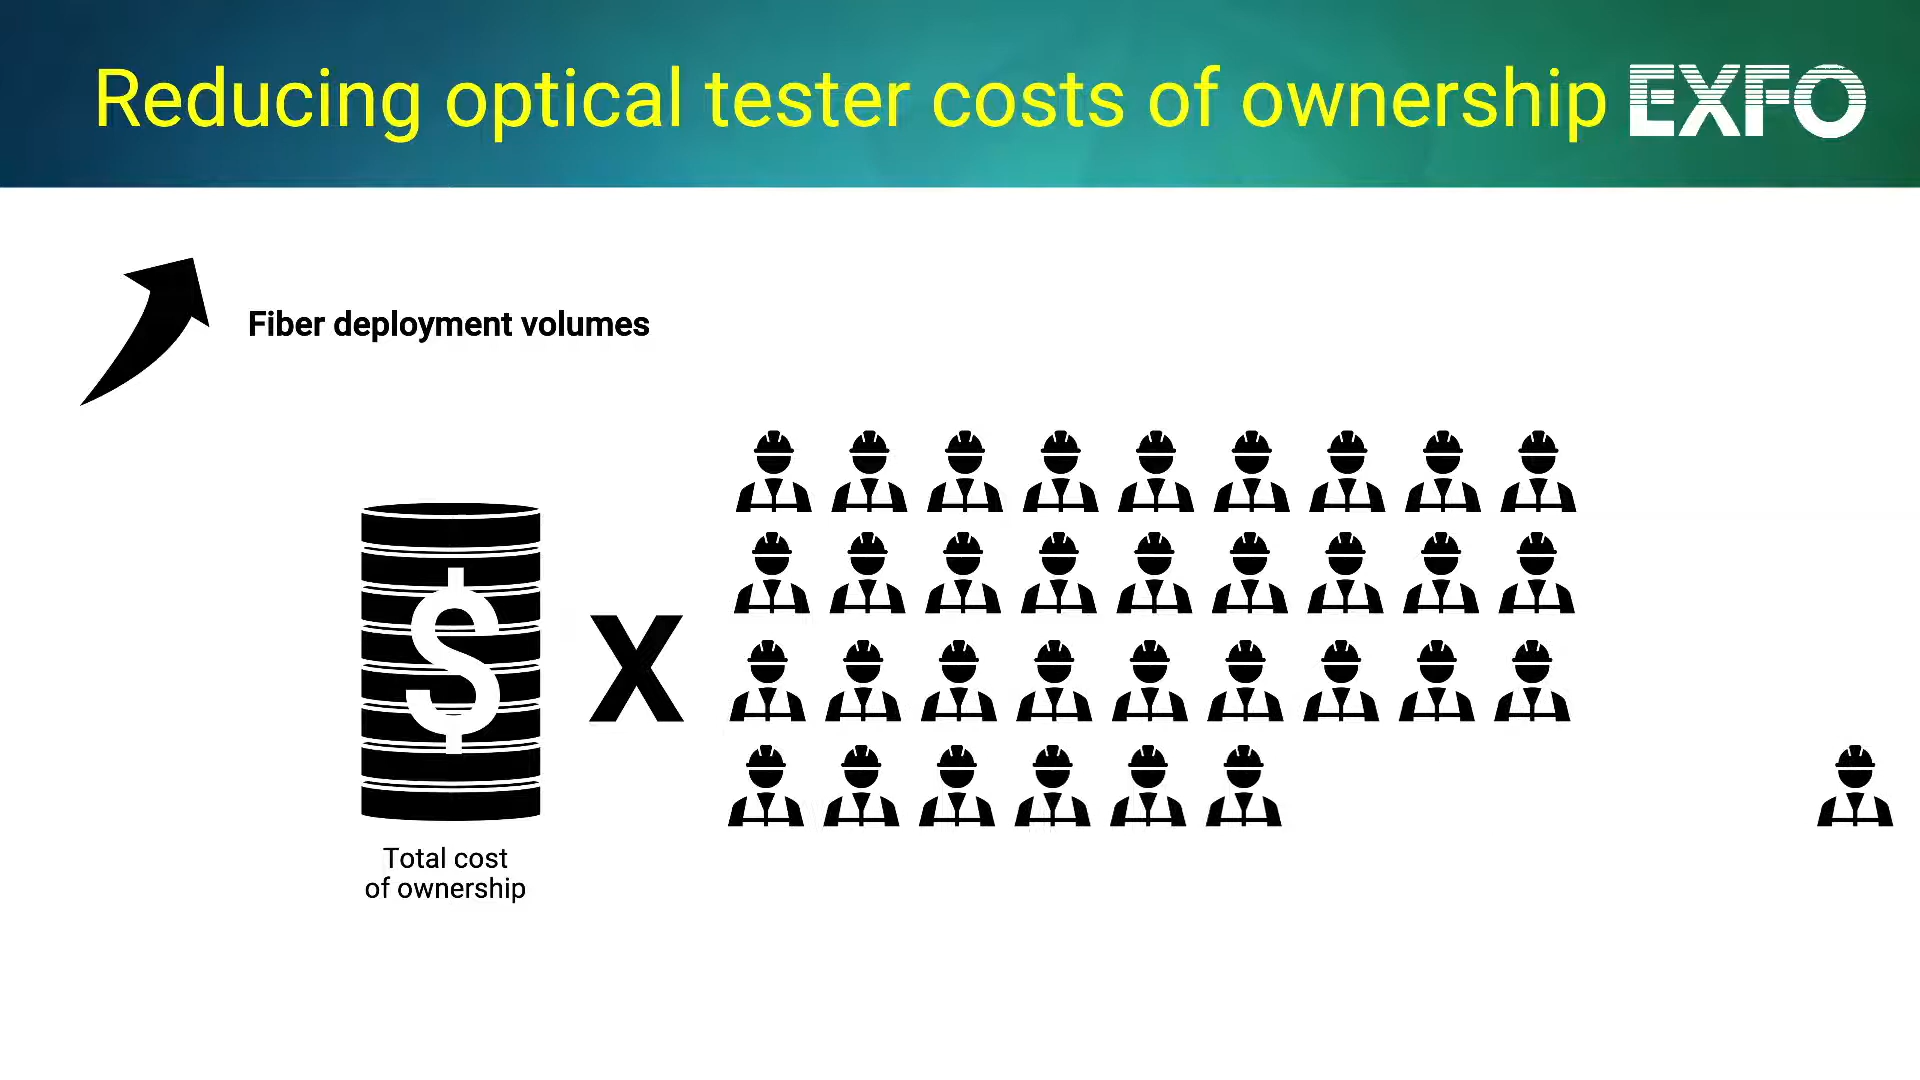 Reducing optical tester costs of ownership EXFO
Fiber deployment volumes
$
X
Total cost
of ownership